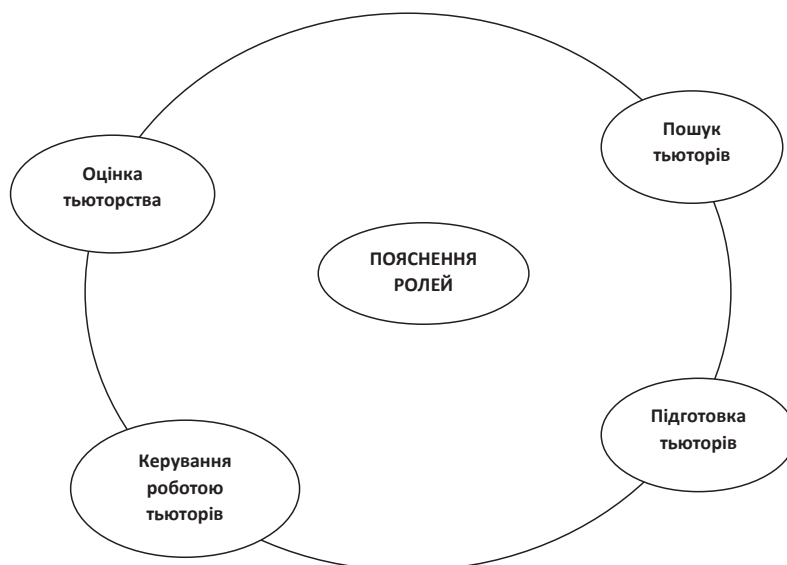 Пошук
тьюторів
Оцінка
тьюторства
ПОЯСНЕННЯ
РОЛЕЙ
Підготовка
тьюторів
Керування
роботою
тьюторів